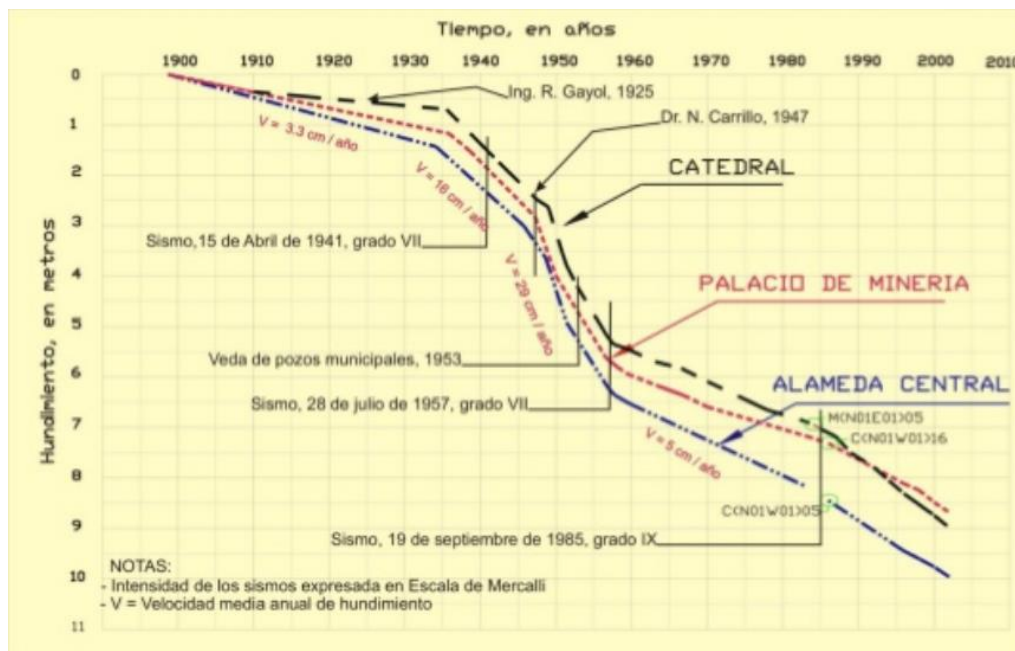 Tiempo, en años
1900 1910 1920 1930 1940 1950 1960 1970 1980 1990 2000 2010
Hundimiento, en metros
0
1
2
3
4
5
6
7
8
9
10
11
Ing. R. Gayol, 1925
Dr. N. Carrillo, 1947
V = 3.3 cm / año
CATEDRAL
V = 18 cm / año
Sismo,15 de Abril de 1941, grado VII
V = 29 cm / año
PALACIO DE MINERIA
Veda de pozos municipales, 1953
ALAMEDA CENTRAL
Sismo, 28 de julio de 1957, grado VII
M(N01E01)05
C(N01W01)16
V = 5 cm / año
C(N01W01)05
Sismo, 19 de septiembre de 1985, grado IX
NOTAS:
- Intensidad de los sismos expresada en Escala de Mercalli
- V = Velocidad media anual de hundimiento